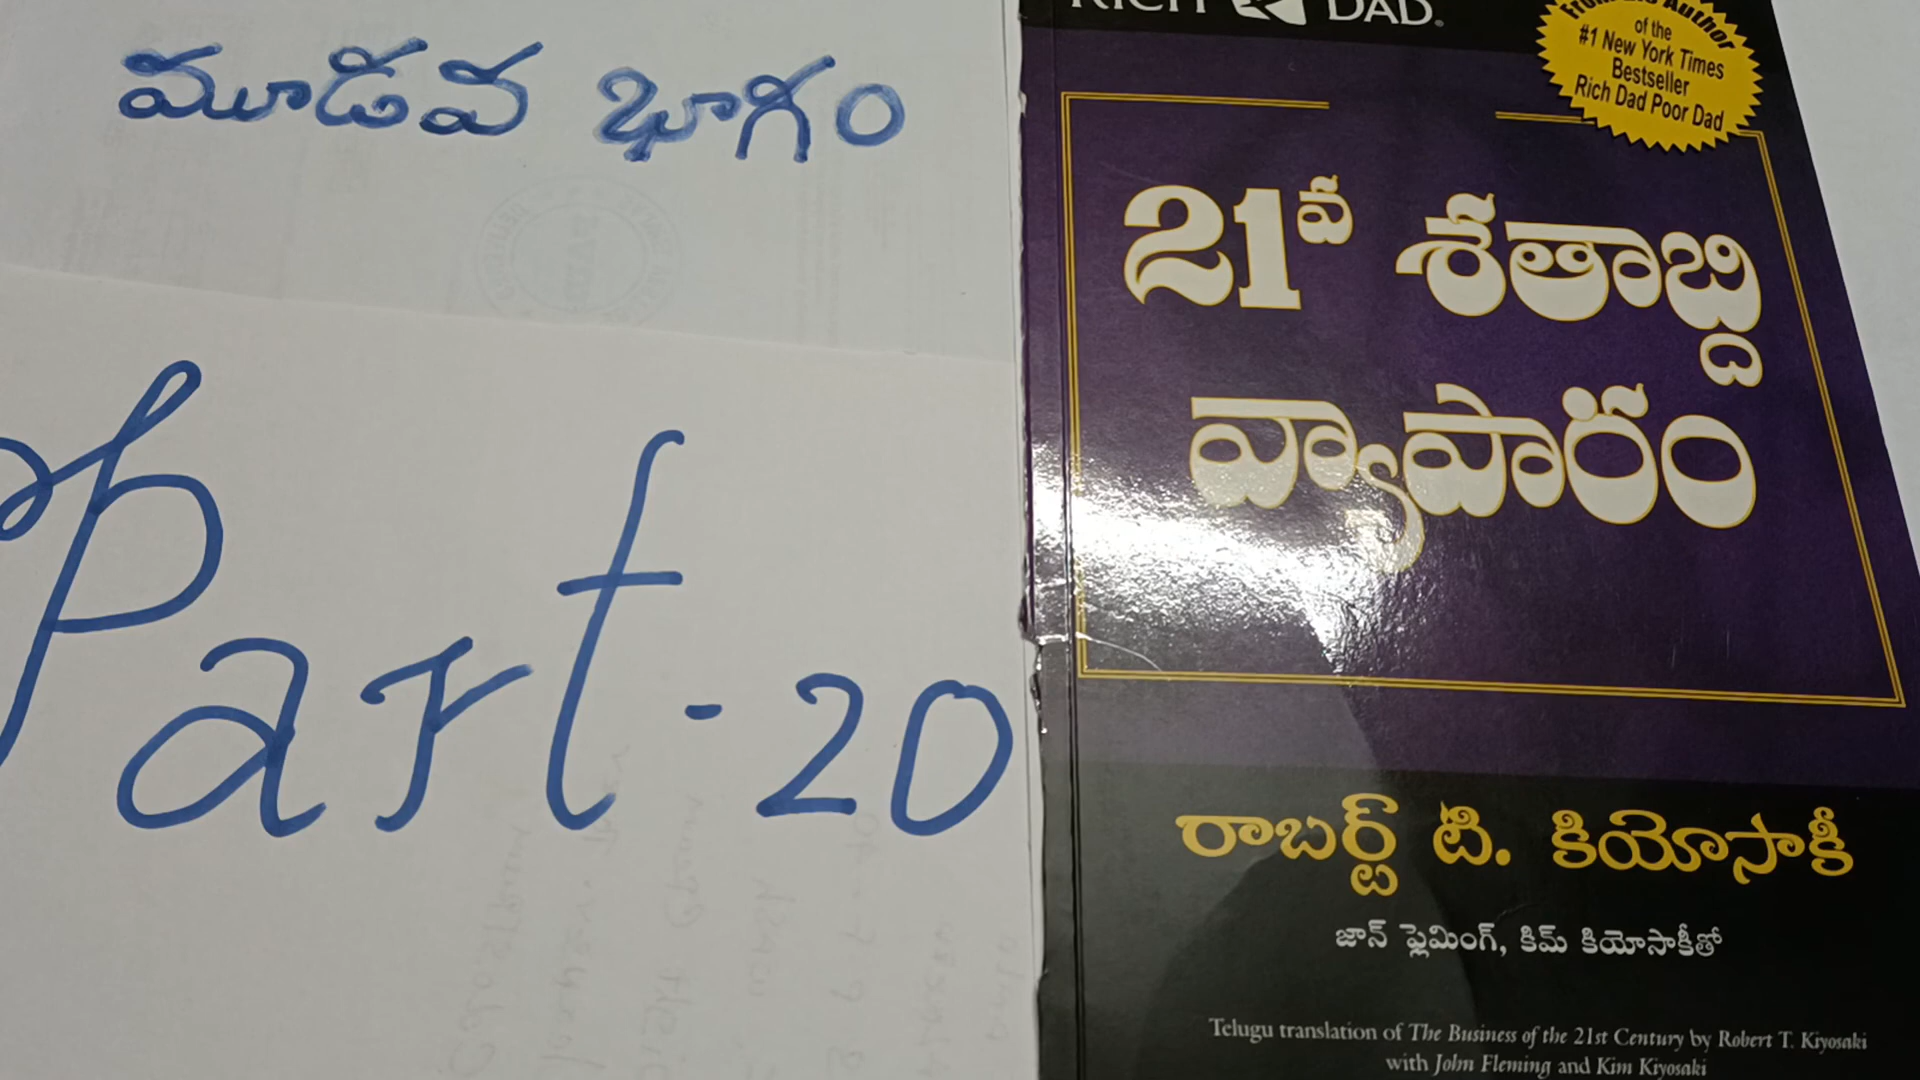 మూడవ భాగం
Part-20
RICH DAD
From the Author
of the
#1 New York Times
Bestseller
Rich Dad Poor Dad
21వ శతాబ్ది
వ్యాపారం
రాబర్ట్ టి. కియోసాకీ
జాన్ ఫ్లెమింగ్, కిమ్ కియోసాకీతో
Telugu translation of The Business of the 21st Century by Robert T. Kiyosaki
with John Fleming and Kim Kiyosaki